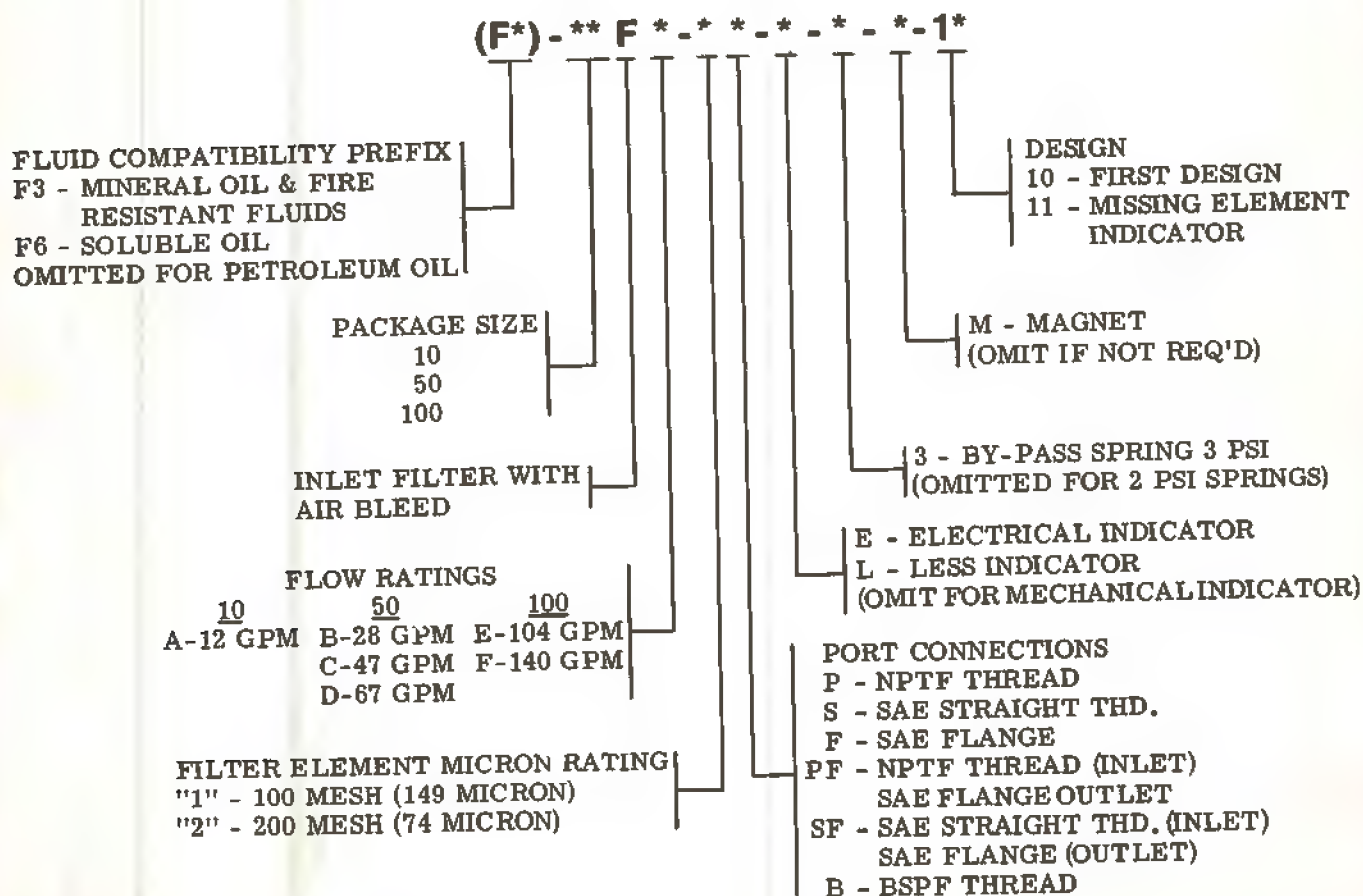 (F*) - ** F * - * * - * - * - * - 1*
FLUID COMPATIBILITY PREFIX
F3 - MINERAL OIL & FIRE
RESISTANT FLUIDS
F6 - SOLUBLE OIL
OMITTED FOR PETROLEUM OIL
PACKAGE SIZE
10
50
100
INLET FILTER WITH
AIR BLEED
FLOW RATINGS
10 50 100
A-12 GPM B-28 GPM E-104 GPM
C-47 GPM F-140 GPM
D-67 GPM
FILTER ELEMENT MICRON RATING
"1" - 100 MESH (149 MICRON)
"2" - 200 MESH (74 MICRON)
DESIGN
10 - FIRST DESIGN
11 - MISSING ELEMENT
INDICATOR
M - MAGNET
(OMIT IF NOT REQ'D)
3 - BY-PASS SPRING 3 PSI
(OMITTED FOR 2 PSI SPRINGS)
E - ELECTRICAL INDICATOR
L - LESS INDICATOR
(OMIT FOR MECHANICAL INDICATOR)
PORT CONNECTIONS
P - NPTF THREAD
S - SAE STRAIGHT THD.
F - SAE FLANGE
PF - NPTF THREAD (INLET)
SAE FLANGE OUTLET
SF - SAE STRAIGHT THD. (INLET)
SAE FLANGE (OUTLET)
B - BSPF THREAD